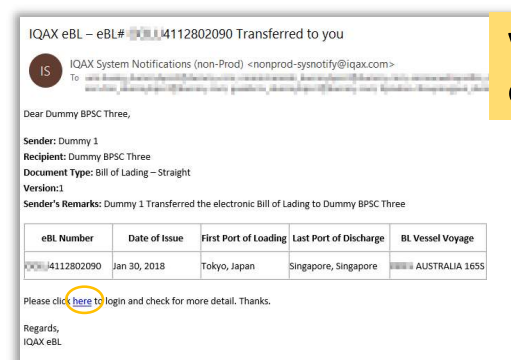 IQAX eBL – eBL# 4112802090 Transferred to you
IS
IQAX System Notifications (non-Prod) <nonprod-sysnotify@iqax.com>
To
Dear Dummy BPSC Three,
Sender: Dummy 1
Recipient: Dummy BPSC Three
Document Type: Bill of Lading – Straight
Version:1
Sender's Remarks: Dummy 1 Transferred the electronic Bill of Lading to Dummy BPSC Three
eBL Number Date of Issue First Port of Loading Last Port of Discharge BL Vessel Voyage
4112802090 Jan 30, 2018 Tokyo, Japan Singapore, Singapore AUSTRALIA 165S
Please click here to login and check for more detail. Thanks.
Regards,
IQAX eBL